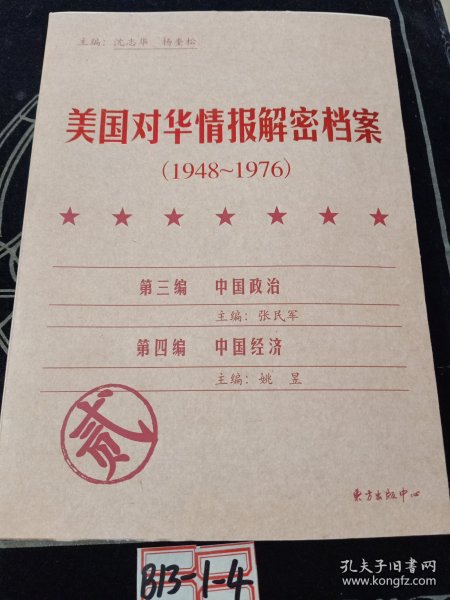 主编：沈志华 杨奎松
美国对华情报解密档案
(1948~1976)
第三编 中国政治
主编：张民军
第四编 中国经济
主编：姚 昱
贰
东方出版中心
B13-1-4
孔夫子旧书网
www.kongfz.com